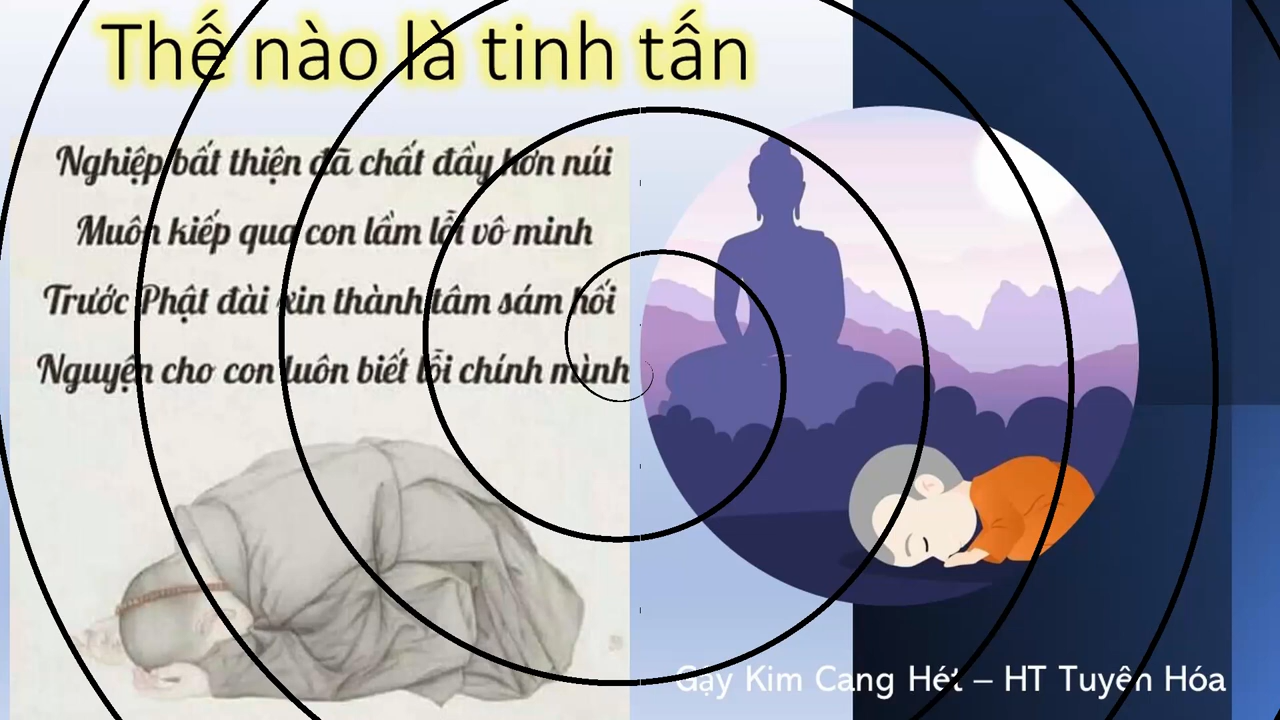 Thế nào là tinh tấn
Nghiệp bất thiện đã chất đầy hơn núi
Muôn kiếp qua con lầm lỗi vô minh
Trước Phật đài xin thành tâm sám hối
Nguyện cho con luôn biết lỗi chính mình
Gậy Kim Cang Hét – HT Tuyên Hóa